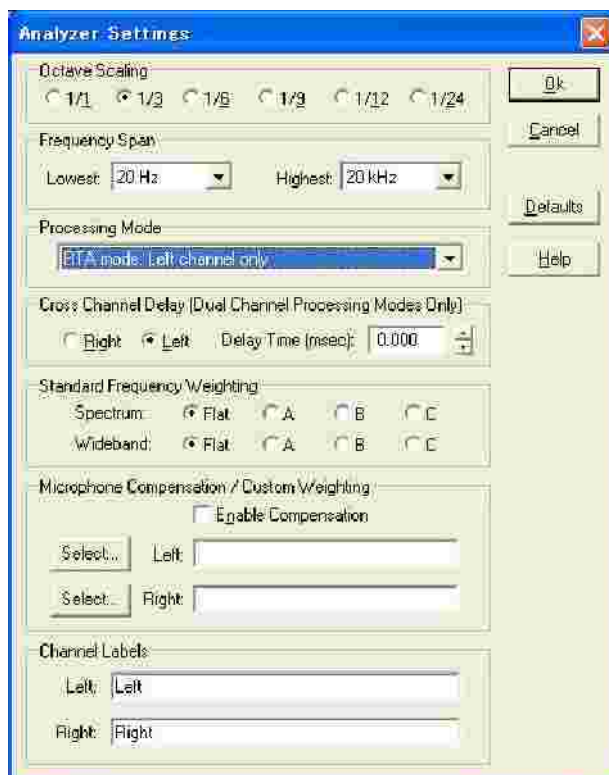 Analyzer Settings
Octave Scaling
1/1 1/3 1/6 1/9 1/12 1/24
Ok
Cancel
Frequency Span
Lowest: 20 Hz Highest: 20 kHz
Defaults
Processing Mode
RTA mode: Left channel only
Help
Cross Channel Delay (Dual Channel Processing Modes Only)
Right Left Delay Time (msec): 0.000
Standard Frequency Weighting
Spectrum: Flat A B C
Wideband: Flat A B C
Microphone Compensation / Custom Weighting
Enable Compensation
Select... Left:
Select... Right:
Channel Labels
Left: Left
Right: Right